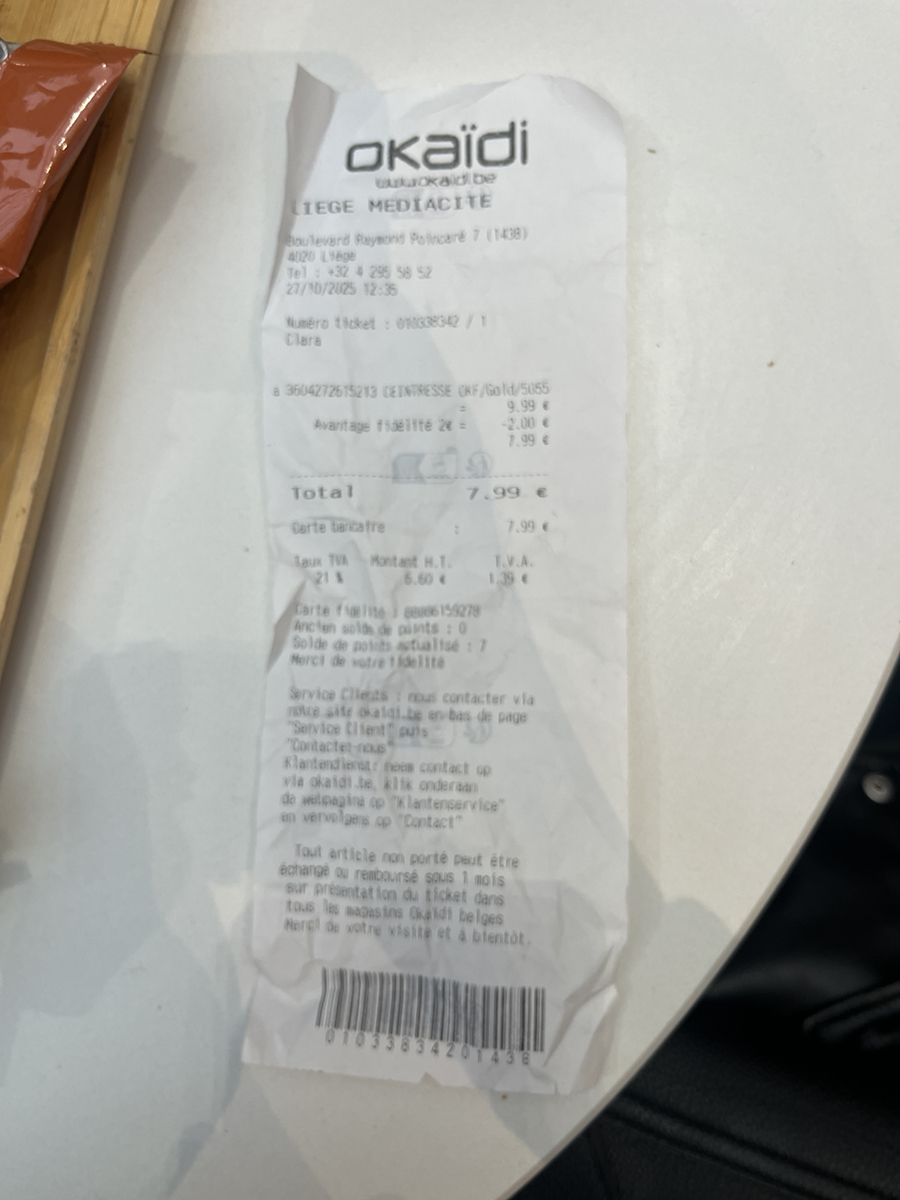 okaïdi
www.okaidi.be
LIEGE MEDIACITE
Boulevard Raymond Poincaré 7 (1438)
4020 Liège
Tel : +32 4 295 58 52
27/10/2025 12:35
Numéro ticket : 010338342 / 1
Clara
a 3604272615213 CEINTRESSE OKF/Gold/5055
= 9.99 €
Avantage fidélité 2€ = -2.00 €
7.99 €
Total 7.99 €
Carte bancaire : 7.99 €
Taux TVA Montant H.T. T.V.A.
21 % 6.60 € 1.39 €
Carte fidélité :
Ancien solde de points : 0
Solde de points actualisé : 7
Merci de votre fidélité
Service Clients : nous contacter via
notre site okaidi.be en bas de page
"Service Client" puis
"Contactez-nous"
Klantendienst: neem contact op
via okaidi.be, klik onderaan
de webpagina op "Klantenservice"
en vervolgens op "Contact"
Tout article non porté peut être
échangé ou remboursé sous 1 mois
sur présentation du ticket dans
tous les magasins Okaïdi belges
Merci de votre visite et à bientôt.
01033834201438